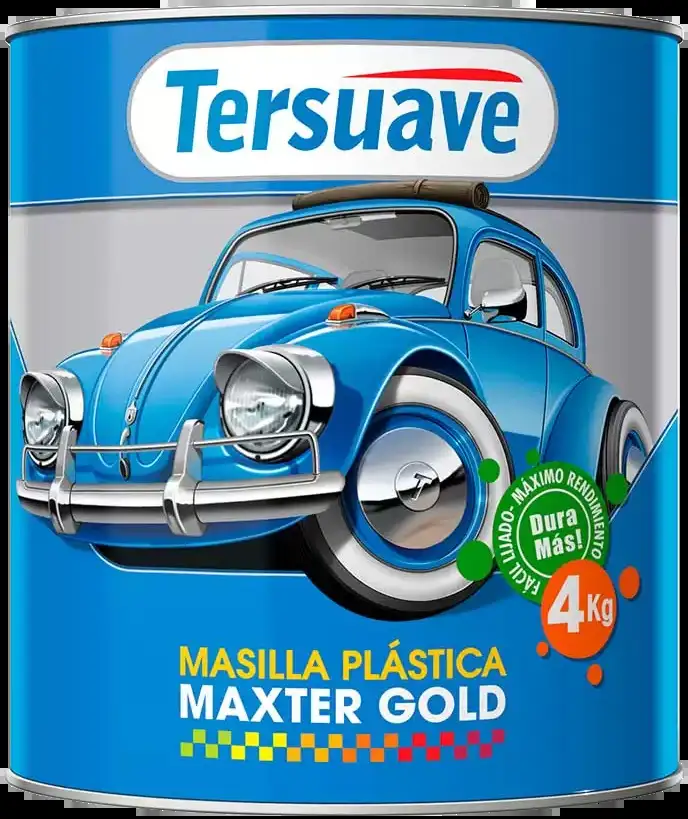 Tersuave
T
FÁCIL LIJADO- MÁXIMO RENDIMIENTO
Dura
Más!
4Kg
MASILLA PLÁSTICA
MAXTER GOLD